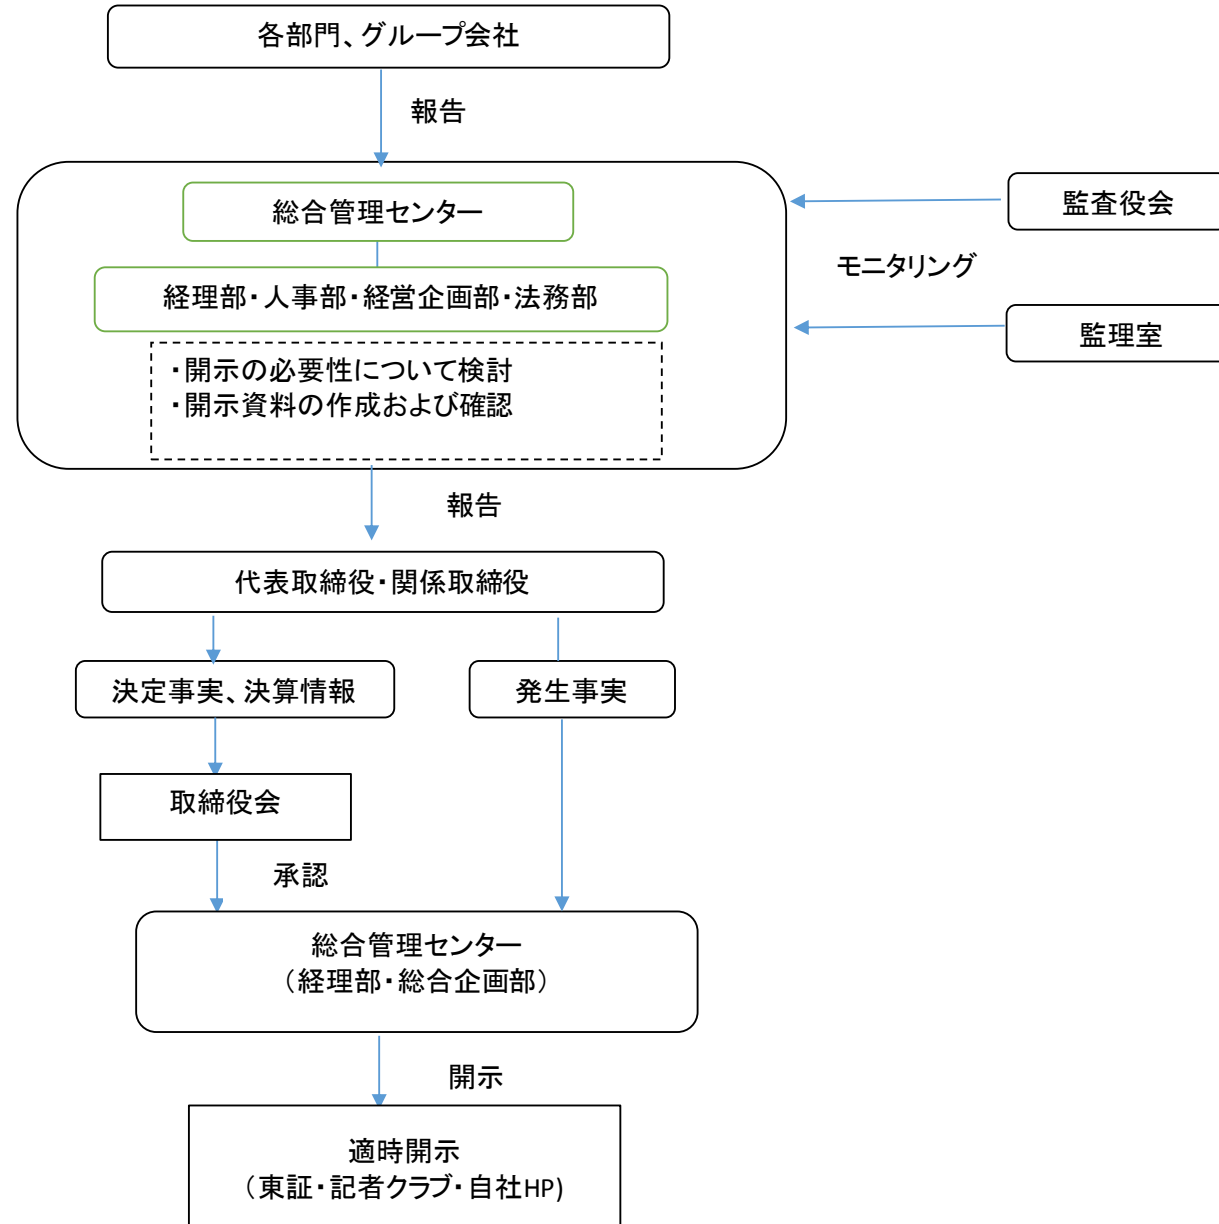 各部門、グループ会社
報告
総合管理センター
監査役会
モニタリング
経理部・人事部・経営企画部・法務部
監理室
・開示の必要性について検討
・開示資料の作成および確認
報告
代表取締役・関係取締役
決定事実、決算情報
発生事実
取締役会
承認
総合管理センター
（経理部・総合企画部）
開示
適時開示
（東証・記者クラブ・自社HP)